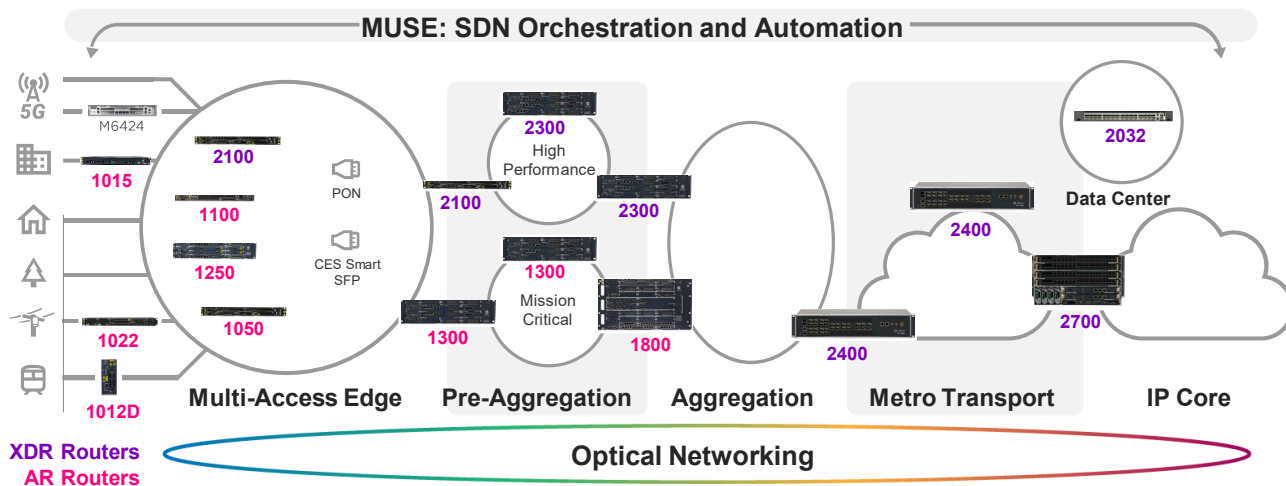 MUSE: SDN Orchestration and Automation
5G
M6424
1015
1022
1012D
2100
1100
1250
1050
PON
CES Smart
SFP
Multi-Access Edge
2300
High
Performance
2100
2300
1300
Mission
Critical
1300
1800
Pre-Aggregation
Aggregation
2400
2400
Metro Transport
2032
Data Center
2700
IP Core
XDR Routers
AR Routers
Optical Networking